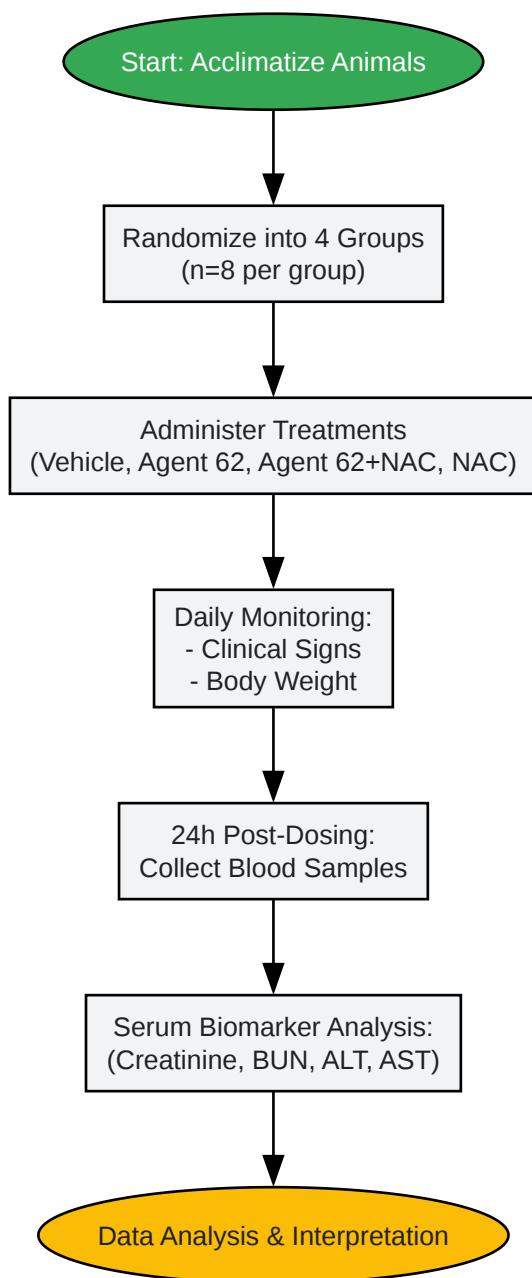 Start: Acclimatize Animals
Randomize into 4 Groups
(n=8 per group)
Administer Treatments
(Vehicle, Agent 62, Agent 62+NAC, NAC)
Daily Monitoring:
- Clinical Signs
- Body Weight
24h Post-Dosing:
Collect Blood Samples
Serum Biomarker Analysis:
(Creatinine, BUN, ALT, AST)
Data Analysis & Interpretation